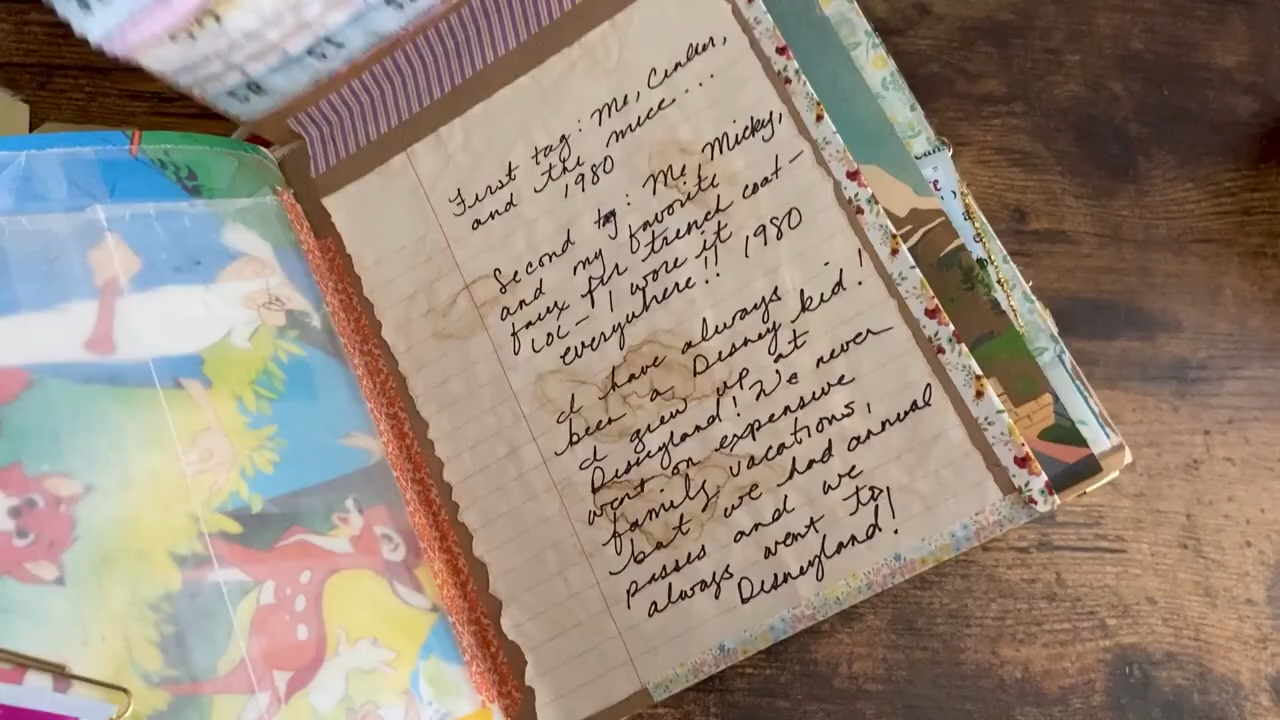 First tag: Me, Cinder,
and the mice...
1980
Second tag: Me, Micky,
and my favorite
faux fur trench coat -
LOL - I wore it
everywhere!! 1980
I have always
been a Disney kid!
I grew up at
Disneyland! We never
went on expensive
family vacations,
but we had annual
passes and we
always went to
Disneyland!